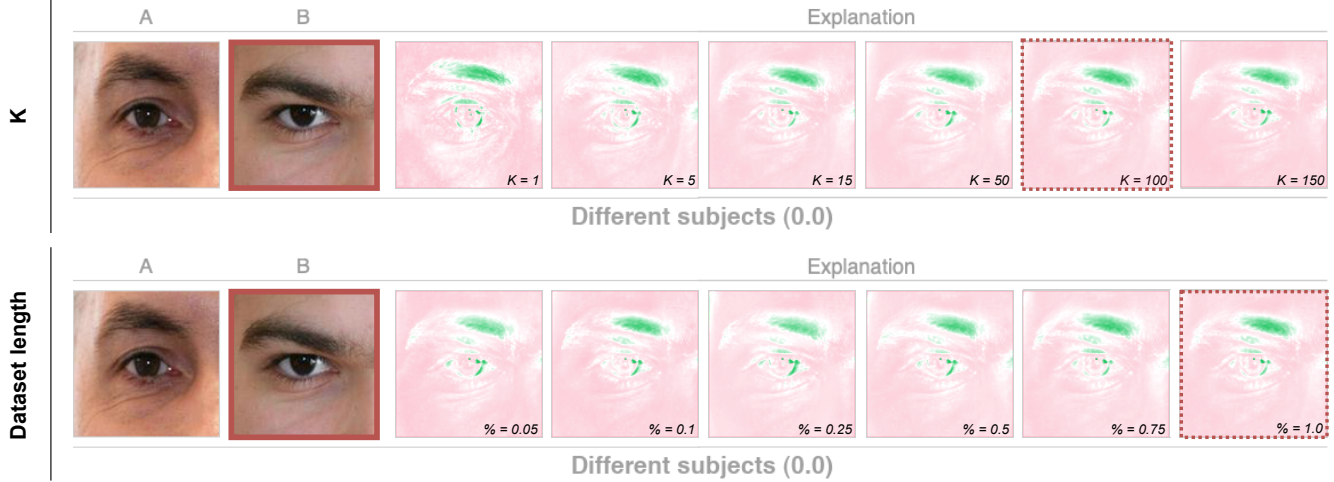 A B Explanation
K
K = 1 K = 5 K = 15 K = 50 K = 100 K = 150
Different subjects (0.0)
A B Explanation
Dataset length
% = 0.05 % = 0.1 % = 0.25 % = 0.5 % = 0.75 % = 1.0
Different subjects (0.0)